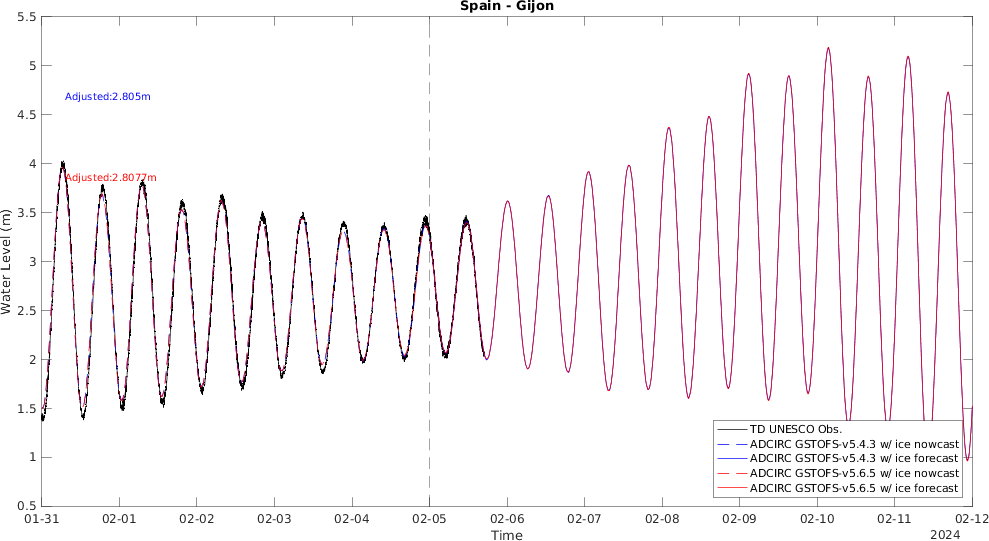 Spain - Gijon
5.5
5
4.5
4
3.5
3
2.5
2
1.5
1
0.5
Water Level (m)
Adjusted:2.805m
Adjusted:2.8077m
TD UNESCO Obs.
ADCIRC GSTOFS-v5.4.3 w/ ice nowcast
ADCIRC GSTOFS-v5.4.3 w/ ice forecast
ADCIRC GSTOFS-v5.6.5 w/ ice nowcast
ADCIRC GSTOFS-v5.6.5 w/ ice forecast
01-31 02-01 02-02 02-03 02-04 02-05 02-06 02-07 02-08 02-09 02-10 02-11 02-12
Time
2024